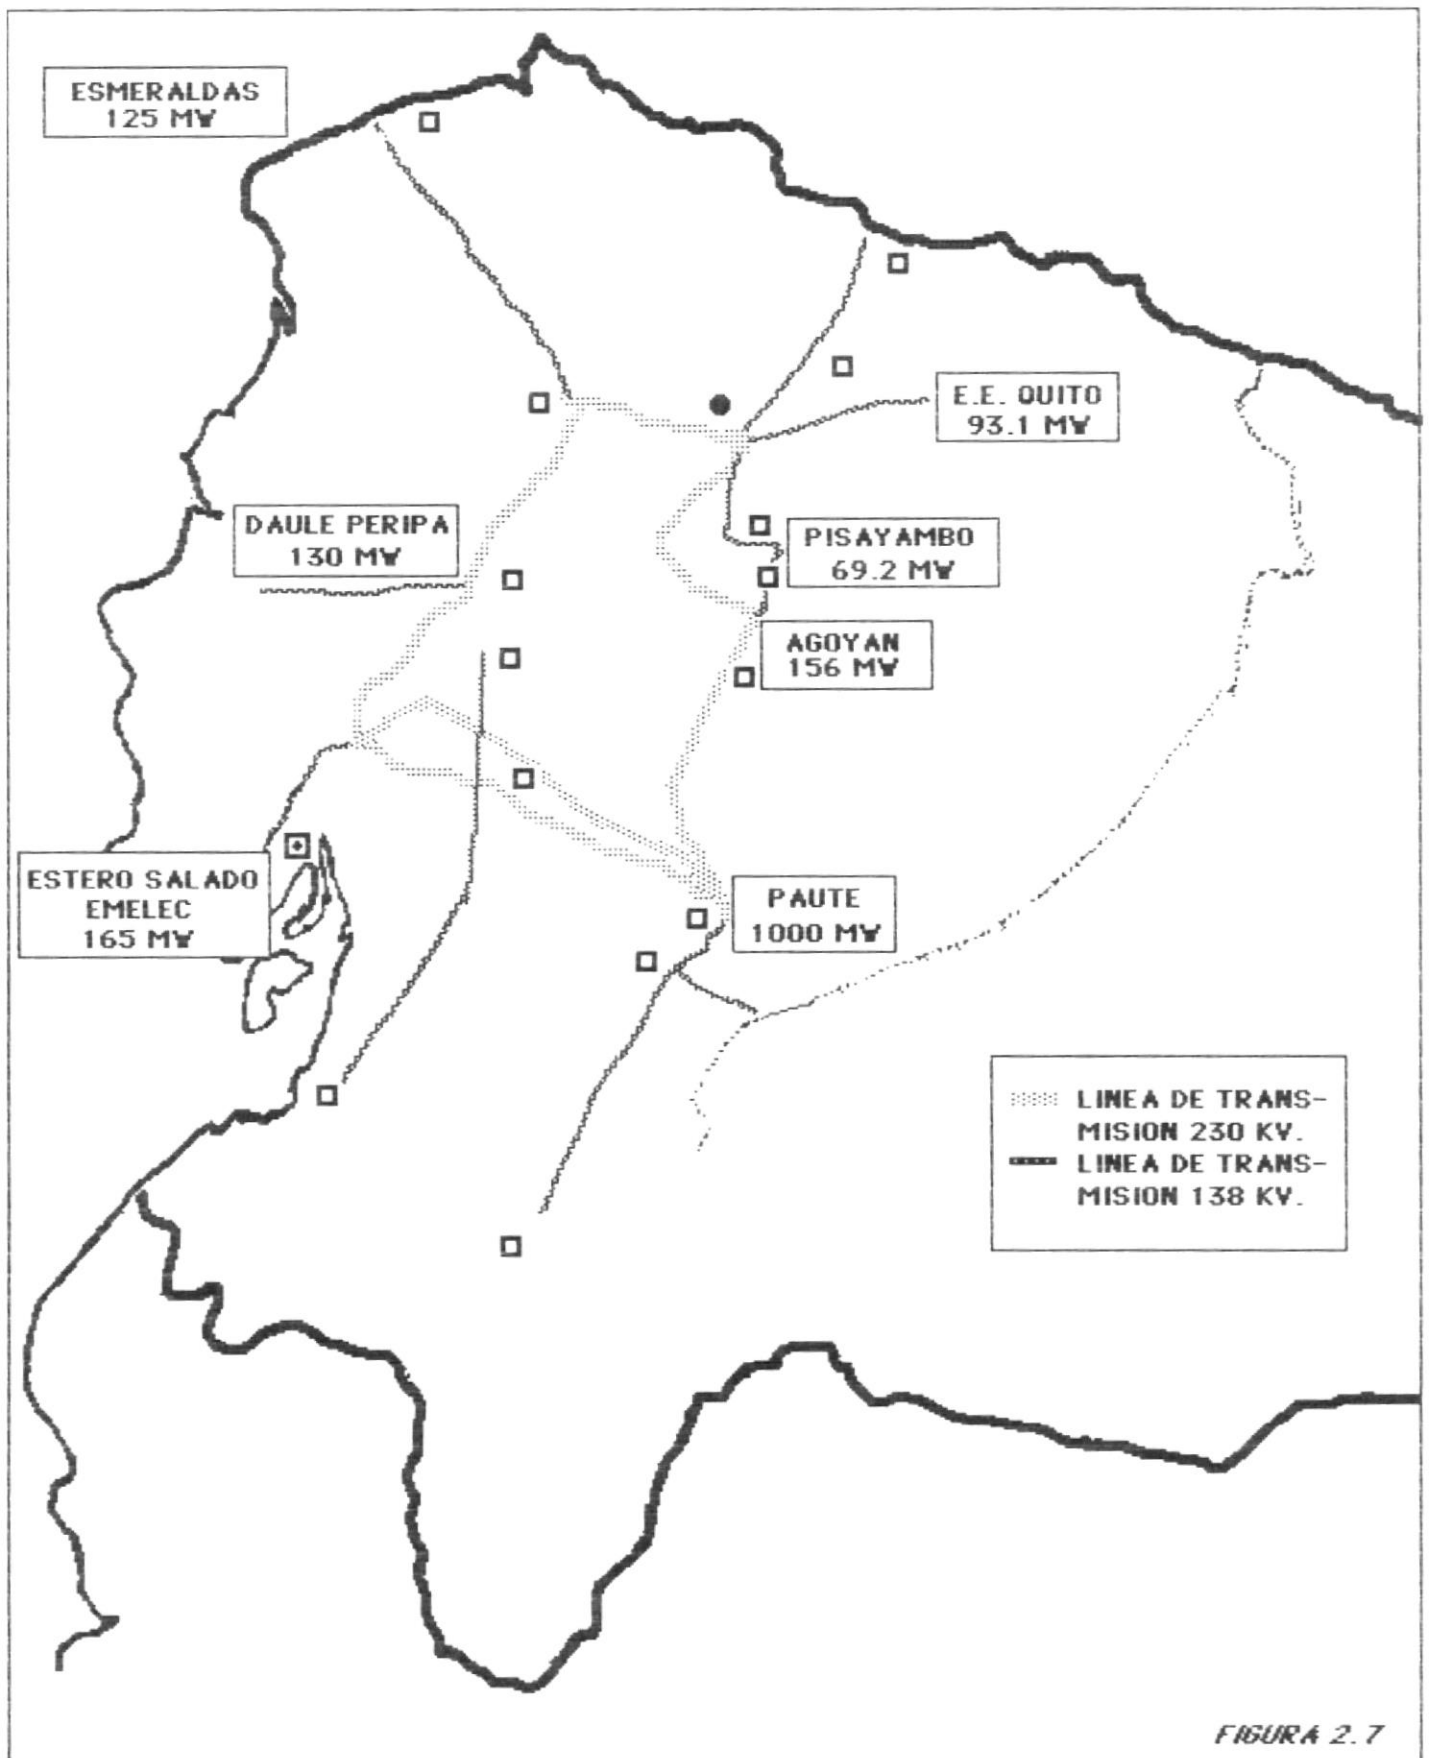 ESMERALDAS
125 MW
E.E. QUITO
93.1 MW
DAULE PERIPA
130 MW
PISAYAMBO
69.2 MW
AGOYAN
156 MW
ESTERO SALADO
EMELEC
165 MW
PAUTE
1000 MW
LINEA DE TRANS-
MISION 230 KV.
LINEA DE TRANS-
MISION 138 KV.
FIGURA 2.7